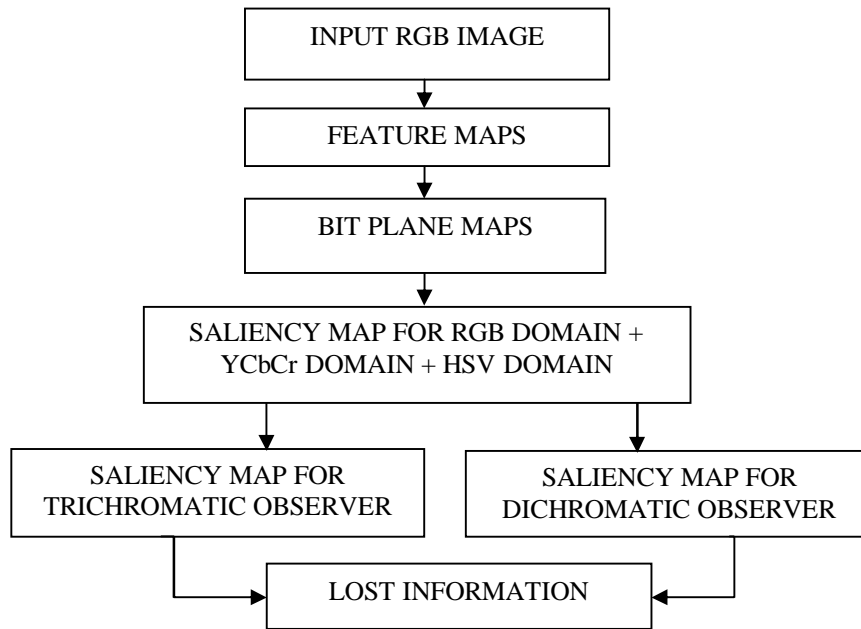 INPUT RGB IMAGE
FEATURE MAPS
BIT PLANE MAPS
SALIENCY MAP FOR RGB DOMAIN +
YCbCr DOMAIN + HSV DOMAIN
SALIENCY MAP FOR
TRICHROMATIC OBSERVER
SALIENCY MAP FOR
DICHROMATIC OBSERVER
LOST INFORMATION